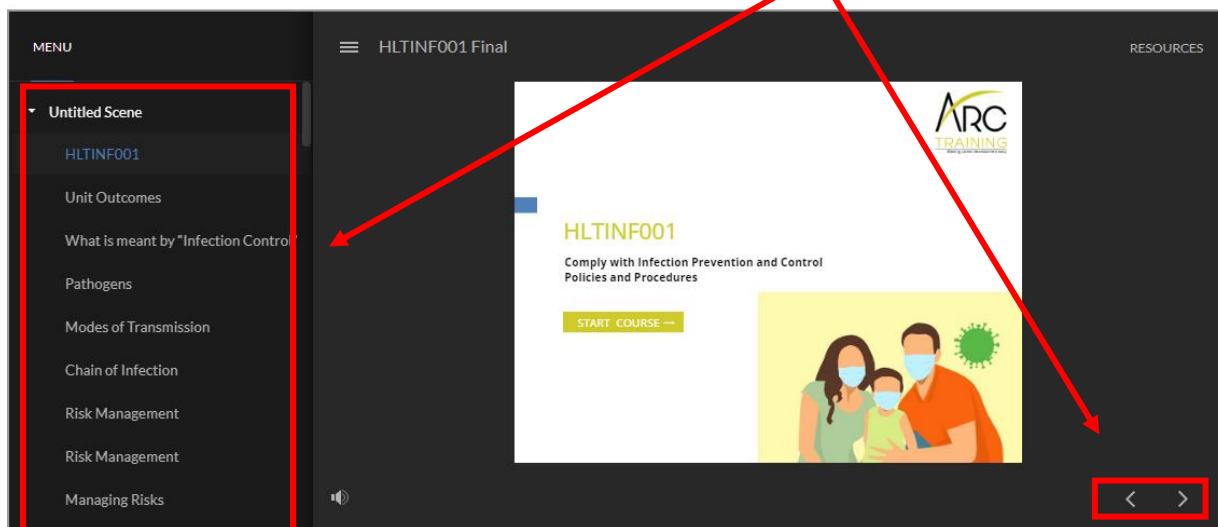 MENU
HLTINF001 Final
RESOURCES
Untitled Scene
HLTINF001
Unit Outcomes
What is meant by "Infection Control"
Pathogens
Modes of Transmission
Chain of Infection
Risk Management
Risk Management
Managing Risks
ARC
TRAINING
HLTINF001
Comply with Infection Prevention and Control
Policies and Procedures
START COURSE